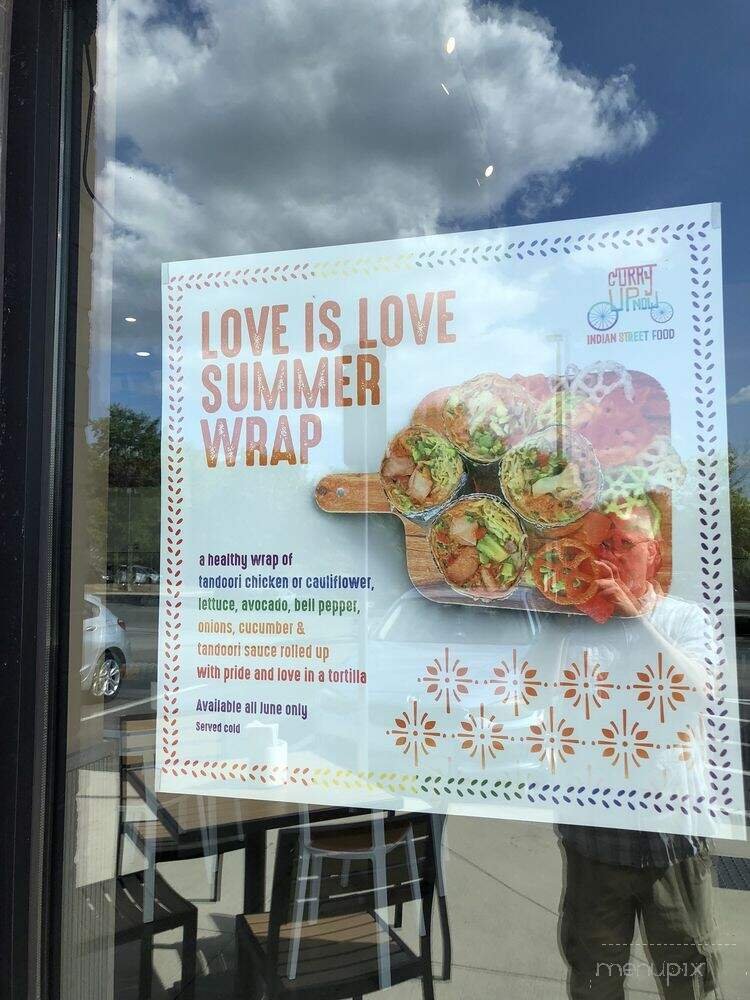 CURRY
UP
NOW
INDIAN STREET FOOD
LOVE IS LOVE
SUMMER
WRAP
a healthy wrap of
tandoori chicken or cauliflower,
lettuce, avocado, bell pepper,
onions, cucumber &
tandoori sauce rolled up
with pride and love in a tortilla
Available all June only
Served cold
menupix